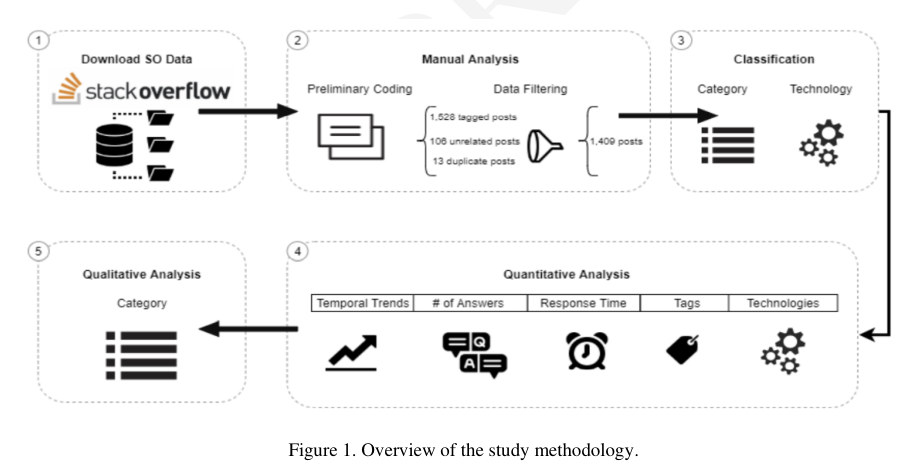 1
Download SO Data
stackoverflow
2
Manual Analysis
Preliminary Coding
Data Filtering
1,528 tagged posts
106 unrelated posts
13 duplicate posts
1,409 posts
3
Classification
Category
Technology
5
Qualitative Analysis
Category
4
Quantitative Analysis
Temporal Trends
# of Answers
Response Time
Tags
Technologies
Q
A
Figure 1. Overview of the study methodology.